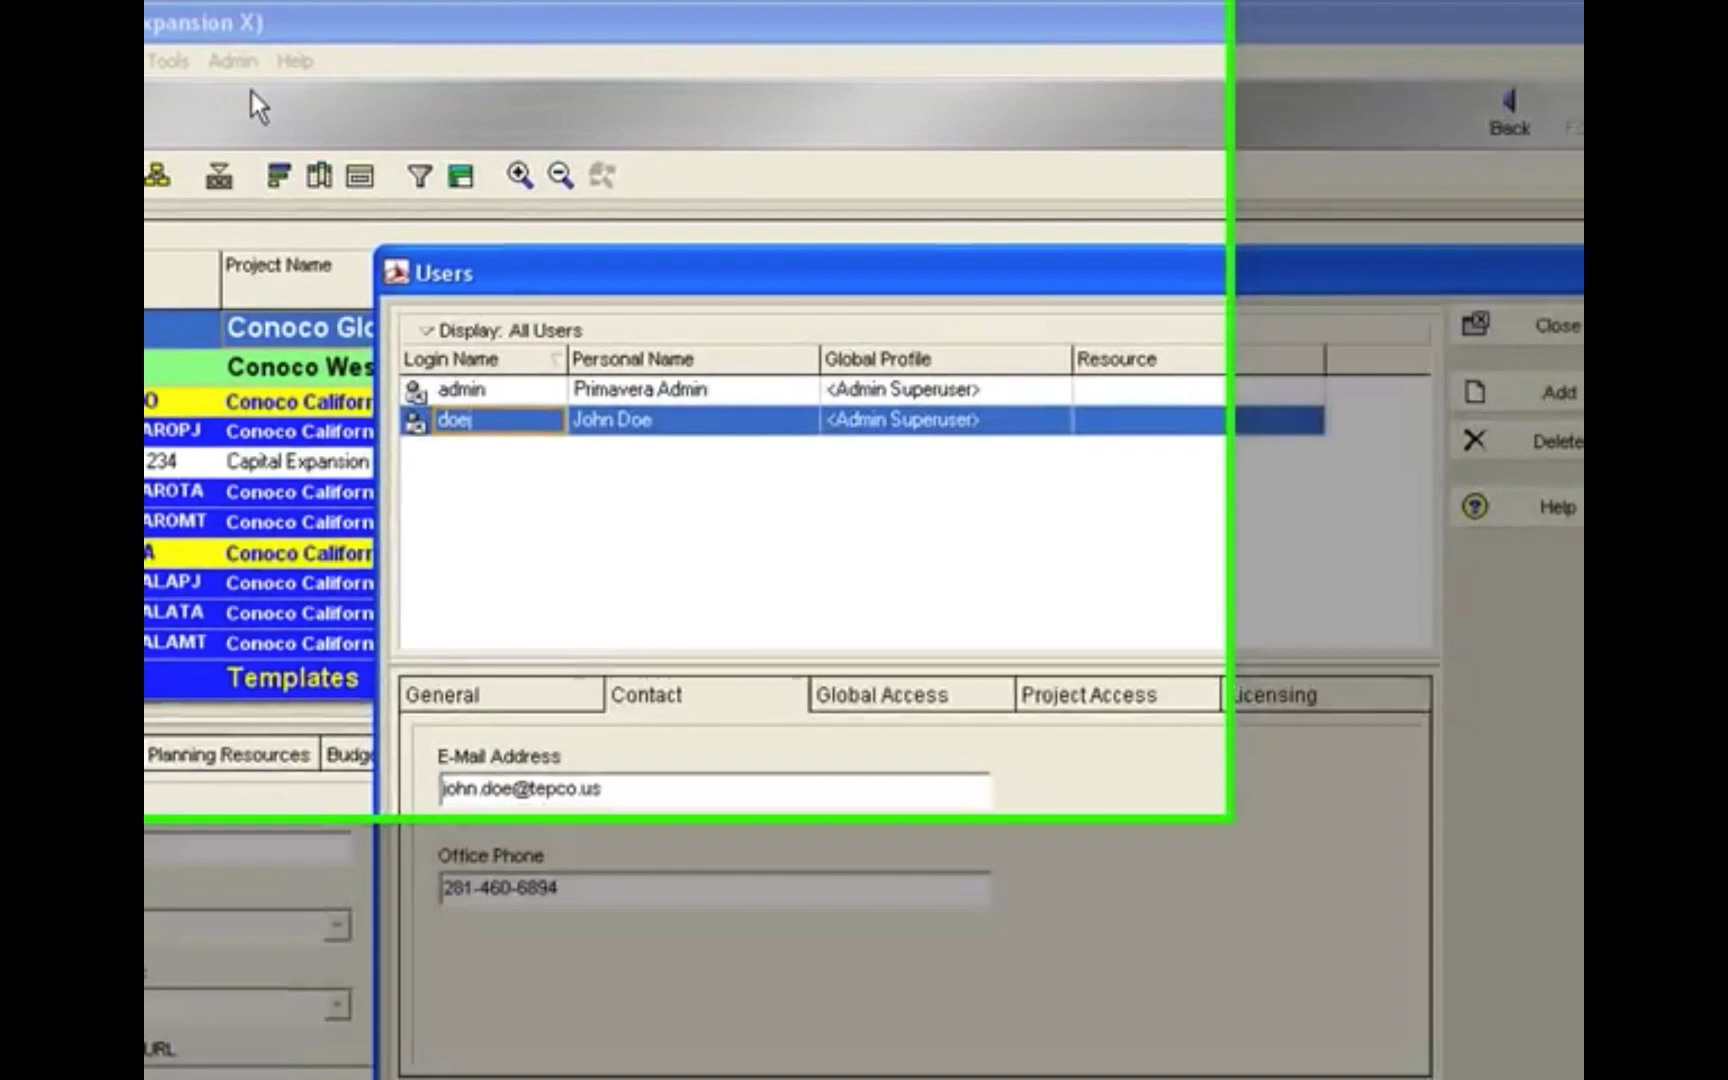 xpansion X)
Tools Admin Help
Back
Project Name
Users
Conoco Glo
Display: All Users
Close
Login Name Personal Name Global Profile Resource
Conoco Wes
admin Primavera Admin <Admin Superuser>
Add
O Conoco Californ
doej John Doe <Admin Superuser>
AROPJ Conoco Californ
Delete
234 Capital Expansion
AROTA Conoco Californ
Help
AROMT Conoco Californ
A Conoco Californ
ALAPJ Conoco Californ
ALATA Conoco Californ
ALAMT Conoco Californ
Templates
General Contact Global Access Project Access Licensing
Planning Resources Budge
E-Mail Address
john.doe@tepco.us
Office Phone
281-460-6894
URL